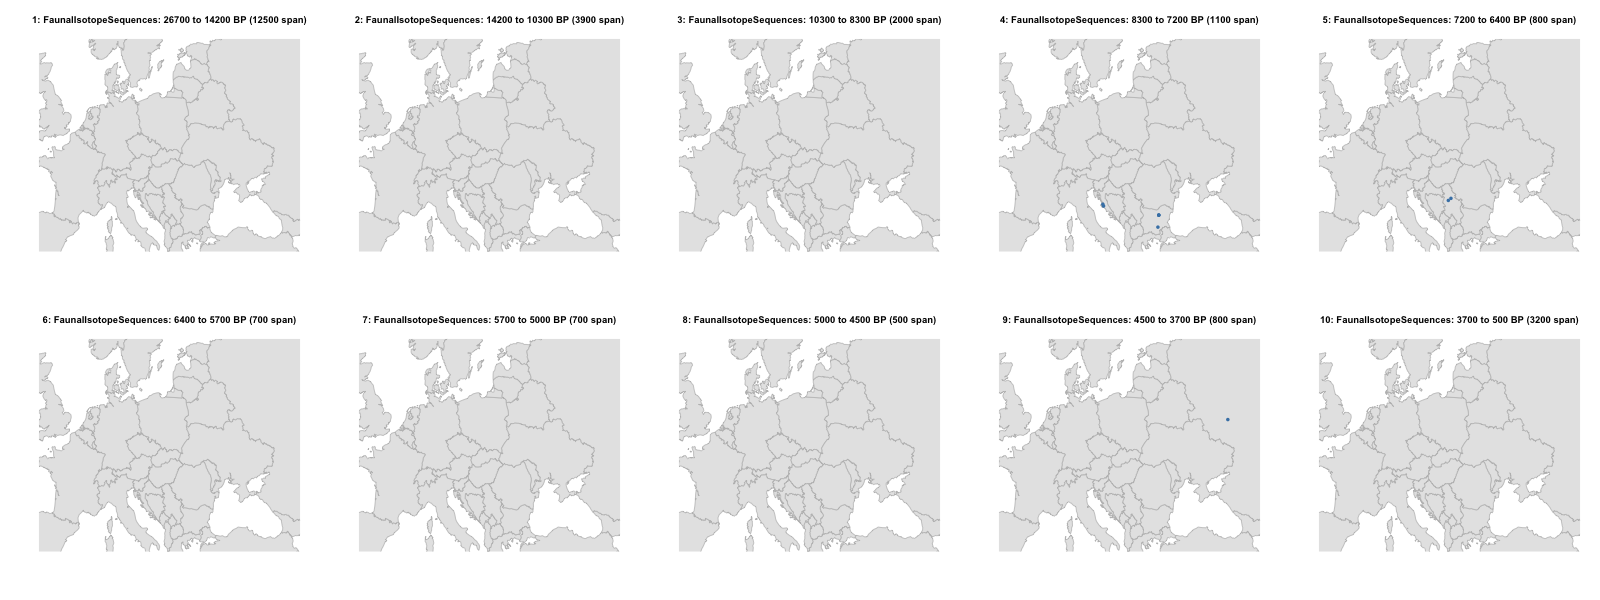 1: FaunalIsotopeSequences: 26700 to 14200 BP (12500 span)
2: FaunalIsotopeSequences: 14200 to 10300 BP (3900 span)
3: FaunalIsotopeSequences: 10300 to 8300 BP (2000 span)
4: FaunalIsotopeSequences: 8300 to 7200 BP (1100 span)
5: FaunalIsotopeSequences: 7200 to 6400 BP (800 span)
6: FaunalIsotopeSequences: 6400 to 5700 BP (700 span)
7: FaunalIsotopeSequences: 5700 to 5000 BP (700 span)
8: FaunalIsotopeSequences: 5000 to 4500 BP (500 span)
9: FaunalIsotopeSequences: 4500 to 3700 BP (800 span)
10: FaunalIsotopeSequences: 3700 to 500 BP (3200 span)